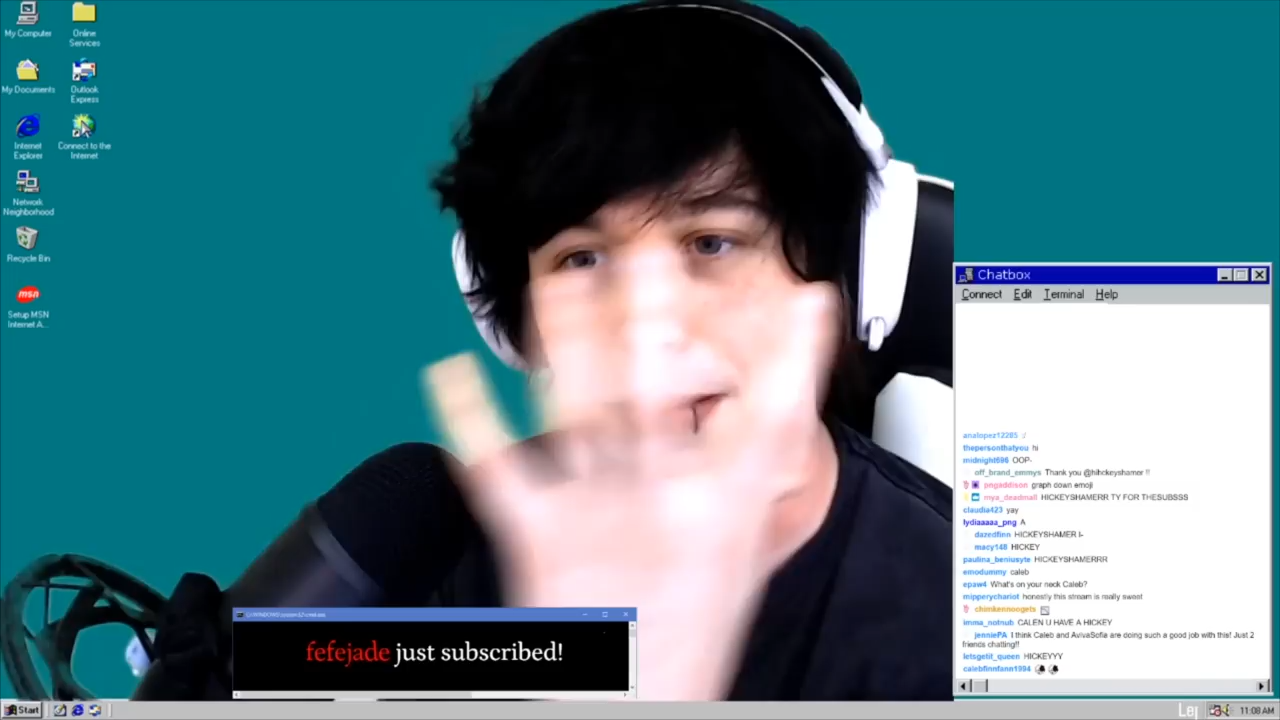 My Computer
Online
Services
My Documents
Outlook
Express
Internet
Explorer
Connect to the
Internet
Network
Neighborhood
Recycle Bin
msn
Setup MSN
Internet A...
Chatbox
Connect Edit Terminal Help
analopez12285 :/
thepersonthatyou hi
midnight696 OOP-
off_brand_emmys Thank you @hihckeyshamer !!
pngaddison graph down emoji
mya_deadmall HICKEYSHAMERR TY FOR THESUBSSS
claudia423 yay
lydiaaaaa_png A
dazedfinn HICKEYSHAMER I-
macy148 HICKEY
paulina_beniusyte HICKEYSHAMERRR
emodummy caleb
epaw4 What's on your neck Caleb?
mipperychariot honestly this stream is really sweet
chimkennoogets
imma_notnub CALEN U HAVE A HICKEY
jenniePA I think Caleb and AvivaSofia are doing such a good job with this! Just 2
friends chatting!!
letsgetit_queen HICKEYYY
calebfinnfann1994
fefejade just subscribed!
Start
Lej
11:08 AM